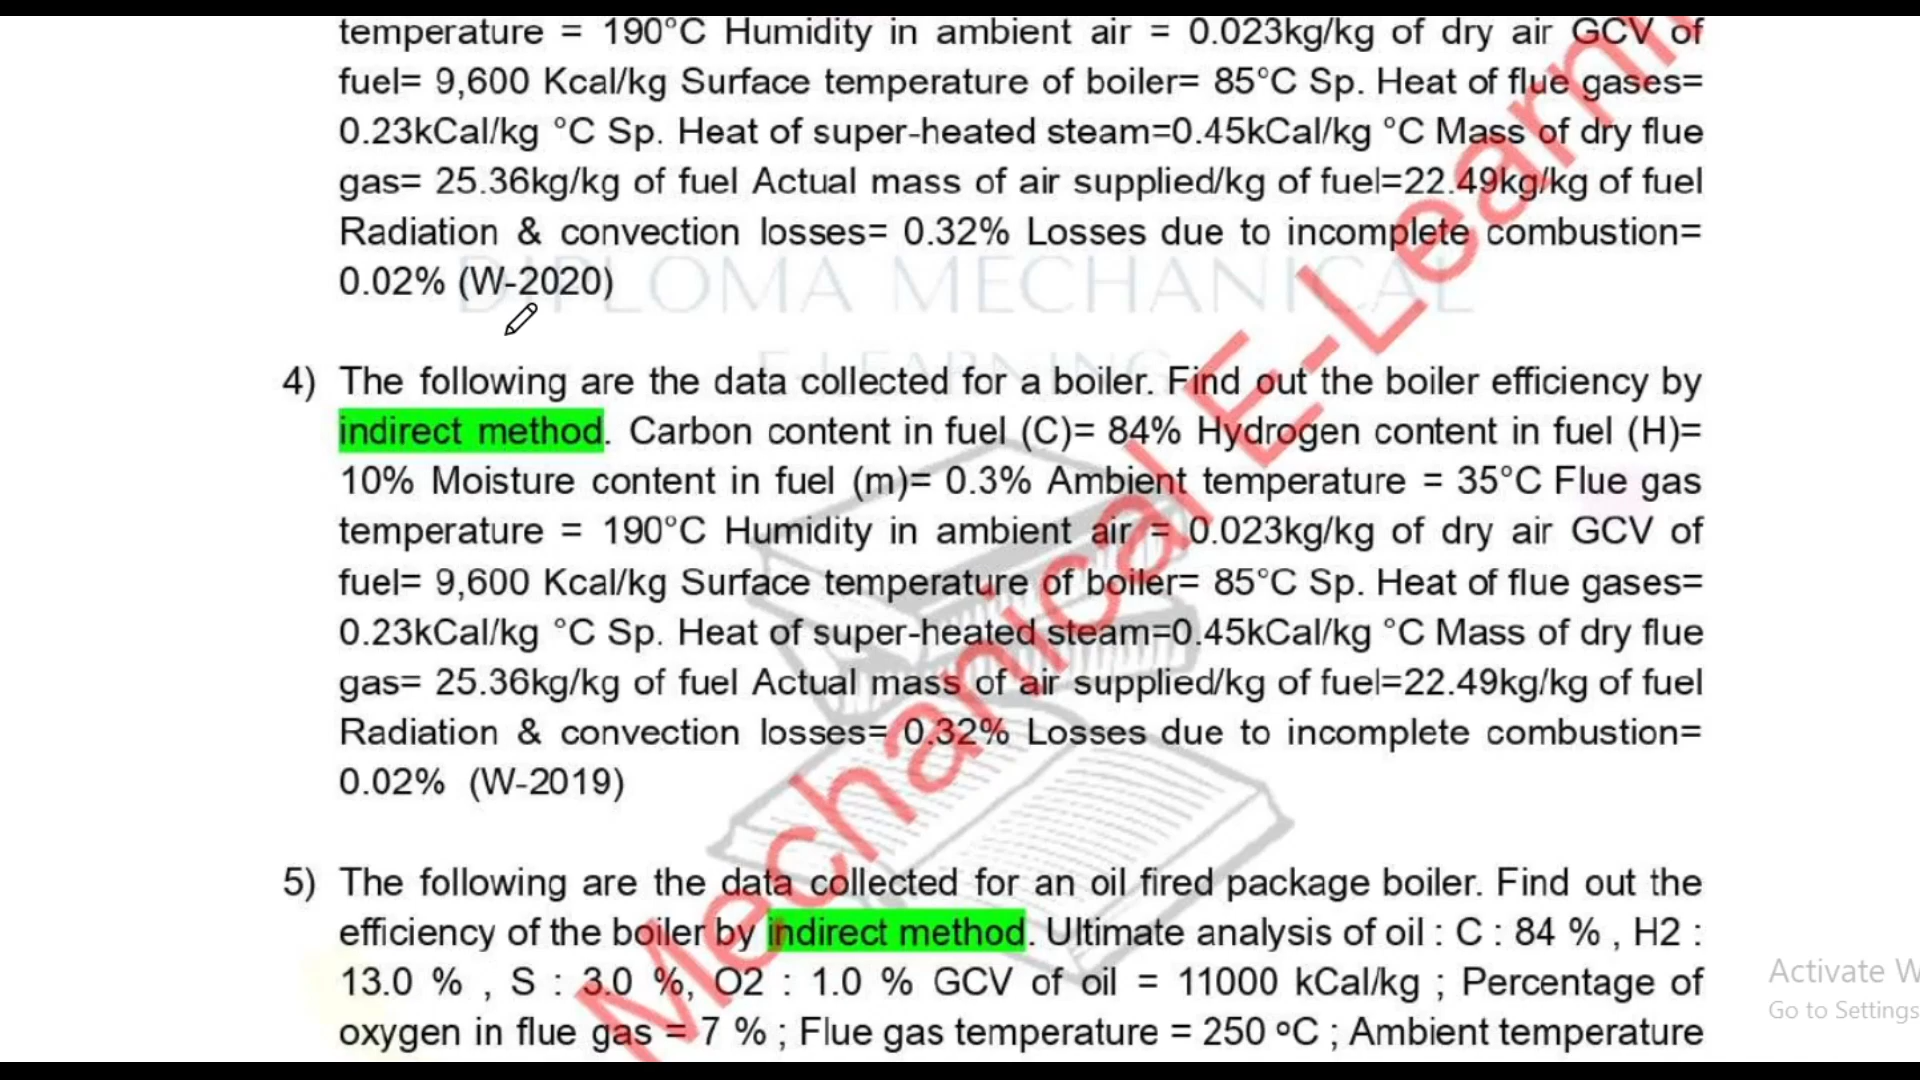 temperature = 190°C Humidity in ambient air = 0.023kg/kg of dry air GCV of
fuel= 9,600 Kcal/kg Surface temperature of boiler= 85°C Sp. Heat of flue gases=
0.23kCal/kg °C Sp. Heat of super-heated steam=0.45kCal/kg °C Mass of dry flue
gas= 25.36kg/kg of fuel Actual mass of air supplied/kg of fuel=22.49kg/kg of fuel
Radiation & convection losses= 0.32% Losses due to incomplete combustion=
0.02% (W-2020)
DIPLOMA MECHANICAL
E-LEARNING
4) The following are the data collected for a boiler. Find out the boiler efficiency by
indirect method. Carbon content in fuel (C)= 84% Hydrogen content in fuel (H)=
10% Moisture content in fuel (m)= 0.3% Ambient temperature = 35°C Flue gas
temperature = 190°C Humidity in ambient air = 0.023kg/kg of dry air GCV of
fuel= 9,600 Kcal/kg Surface temperature of boiler= 85°C Sp. Heat of flue gases=
0.23kCal/kg °C Sp. Heat of super-heated steam=0.45kCal/kg °C Mass of dry flue
gas= 25.36kg/kg of fuel Actual mass of air supplied/kg of fuel=22.49kg/kg of fuel
Radiation & convection losses= 0.32% Losses due to incomplete combustion=
0.02% (W-2019)
5) The following are the data collected for an oil fired package boiler. Find out the
efficiency of the boiler by indirect method. Ultimate analysis of oil : C : 84 % , H2 :
13.0 % , S : 3.0 %, O2 : 1.0 % GCV of oil = 11000 kCal/kg ; Percentage of
oxygen in flue gas = 7 % ; Flue gas temperature = 250 ºC ; Ambient temperature
Mechanical E-Learni
Activate W
Go to Settings